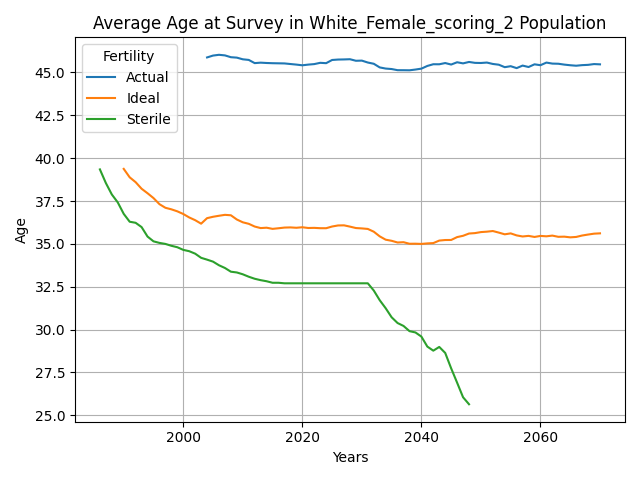 Average Age at Survey in White_Female_scoring_2 Population
Fertility
Actual
Ideal
Sterile
45.0
42.5
40.0
37.5
35.0
32.5
30.0
27.5
25.0
Age
2000
2020
2040
2060
Years